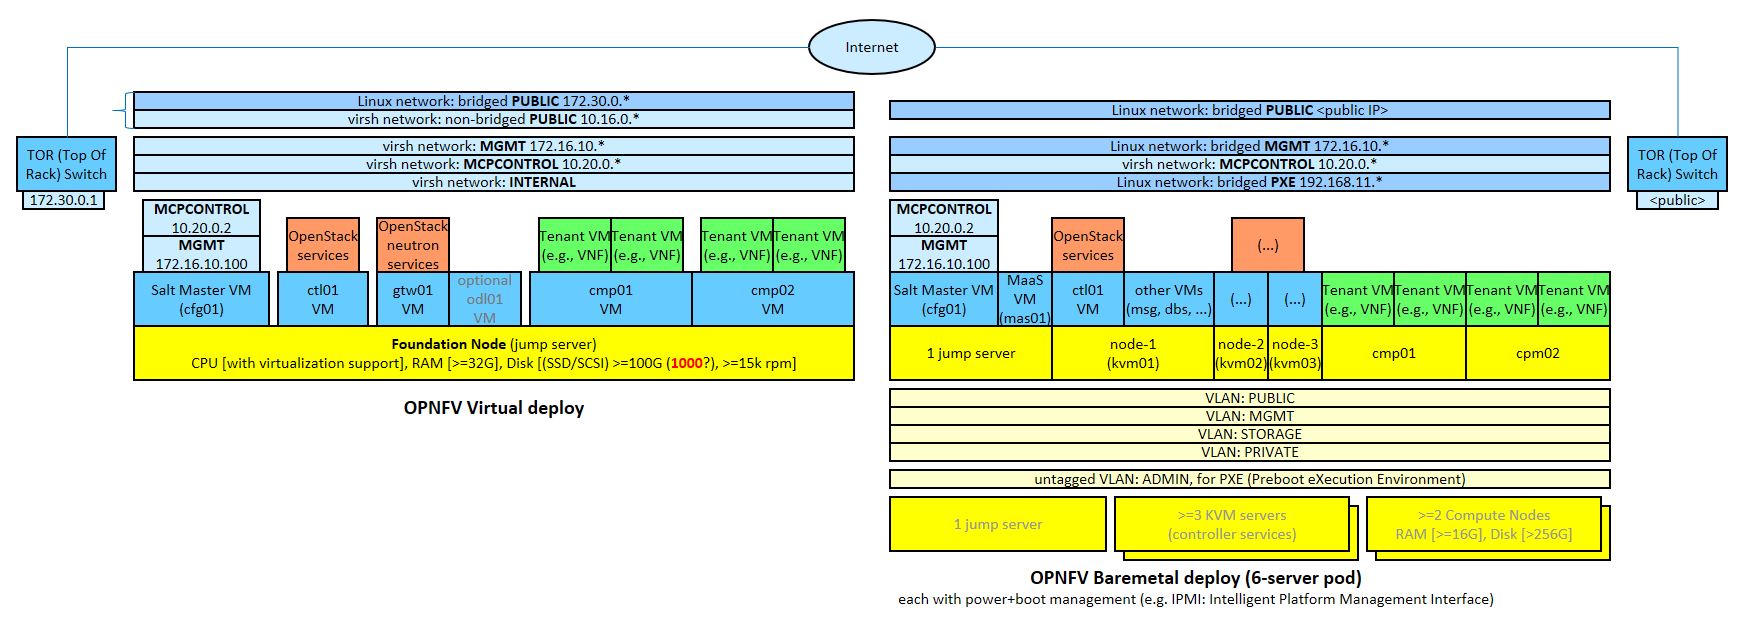 Internet
Linux network: bridged PUBLIC 172.30.0.*
virsh network: non-bridged PUBLIC 10.16.0.*
virsh network: MGMT 172.16.10.*
virsh network: MCPCONTROL 10.20.0.*
virsh network: INTERNAL
TOR (Top Of
Rack) Switch
172.30.0.1
MCPCONTROL
10.20.0.2
MGMT
172.16.10.100
OpenStack
services
OpenStack
neutron
services
Tenant VM
(e.g., VNF)
Tenant VM
(e.g., VNF)
Tenant VM
(e.g., VNF)
Tenant VM
(e.g., VNF)
Salt Master VM
(cfg01)
ctl01
VM
gtw01
VM
optional
odl01
VM
cmp01
VM
cmp02
VM
Foundation Node (jump server)
CPU [with virtualization support], RAM [>=32G], Disk [(SSD/SCSI) >=100G (1000?), >=15k rpm]
OPNFV Virtual deploy
Linux network: bridged PUBLIC <public IP>
Linux network: bridged MGMT 172.16.10.*
virsh network: MCPCONTROL 10.20.0.*
Linux network: bridged PXE 192.168.11.*
TOR (Top Of
Rack) Switch
<public>
MCPCONTROL
10.20.0.2
MGMT
172.16.10.100
OpenStack
services
(...)
Salt Master VM
(cfg01)
MaaS
VM
(mas01)
ctl01
VM
other VMs
(msg, dbs, ...)
(...)
(...)
Tenant VM
(e.g., VNF)
Tenant VM
(e.g., VNF)
Tenant VM
(e.g., VNF)
Tenant VM
(e.g., VNF)
1 jump server
node-1
(kvm01)
node-2
(kvm02)
node-3
(kvm03)
cmp01
cpm02
VLAN: PUBLIC
VLAN: MGMT
VLAN: STORAGE
VLAN: PRIVATE
untagged VLAN: ADMIN, for PXE (Preboot eXecution Environment)
1 jump server
>=3 KVM servers
(controller services)
>=2 Compute Nodes
RAM [>=16G], Disk [>256G]
OPNFV Baremetal deploy (6-server pod)
each with power+boot management (e.g. IPMI: Intelligent Platform Management Interface)